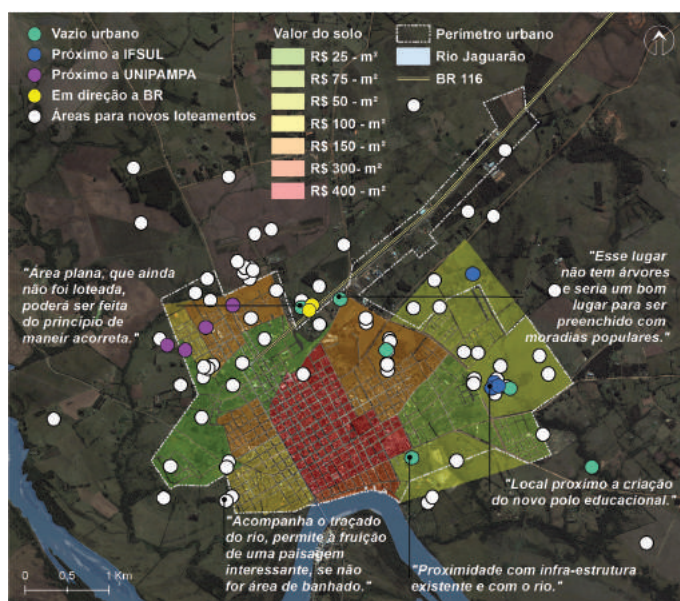 Vazio urbano
Próximo a IFSUL
Próximo a UNIPAMPA
Em direção a BR
Áreas para novos loteamentos
Valor do solo
R$ 25 - m²
R$ 75 - m²
R$ 50 - m²
R$ 100 - m²
R$ 150 - m²
R$ 300- m²
R$ 400 - m²
Perímetro urbano
Rio Jaguarão
BR 116
"Área plana, que ainda
não foi loteada,
poderá ser feita
do principio de
maneir acorreta."
"Esse lugar
não tem árvores
e seria um bom
lugar para ser
preenchido com
moradias populares."
"Local próximo a criação
do novo polo educacional."
"Acompanha o traçado
do rio, permite a fruição
de uma paisagem
interessante, se não
for área de banhado."
"Proximidade com infra-estrutura
existente e com o rio."
0 0,5 1 Km